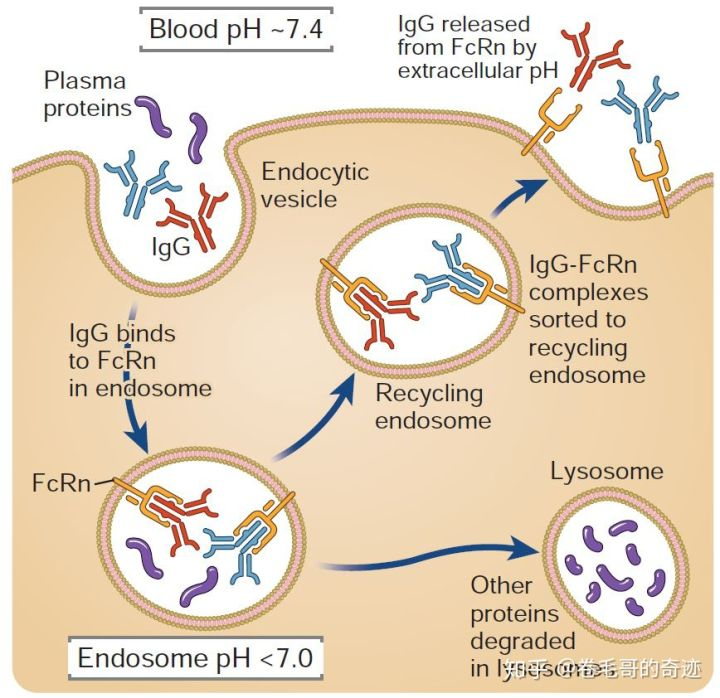 Blood pH ~7.4
Plasma
proteins
IgG
Endocytic
vesicle
IgG released
from FcRn by
extracellular pH
IgG binds
to FcRn
in endosome
IgG-FcRn
complexes
sorted to
recycling
endosome
Recycling
endosome
FcRn
Lysosome
Other
proteins
degraded
in lysosomes
Endosome pH <7.0
知乎 @卷毛哥的奇迹